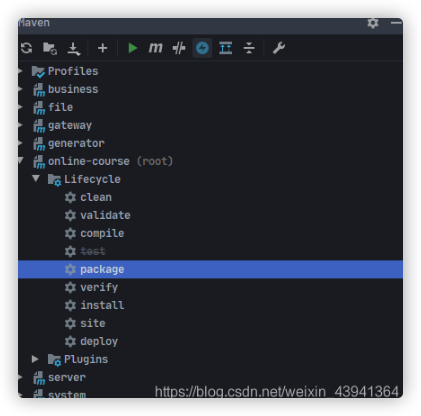 Maven
Profiles
business
file
gateway
generator
online-course (root)
Lifecycle
clean
validate
compile
test
package
verify
install
site
deploy
Plugins
server
system
https://blog.csdn.net/weixin_43941364